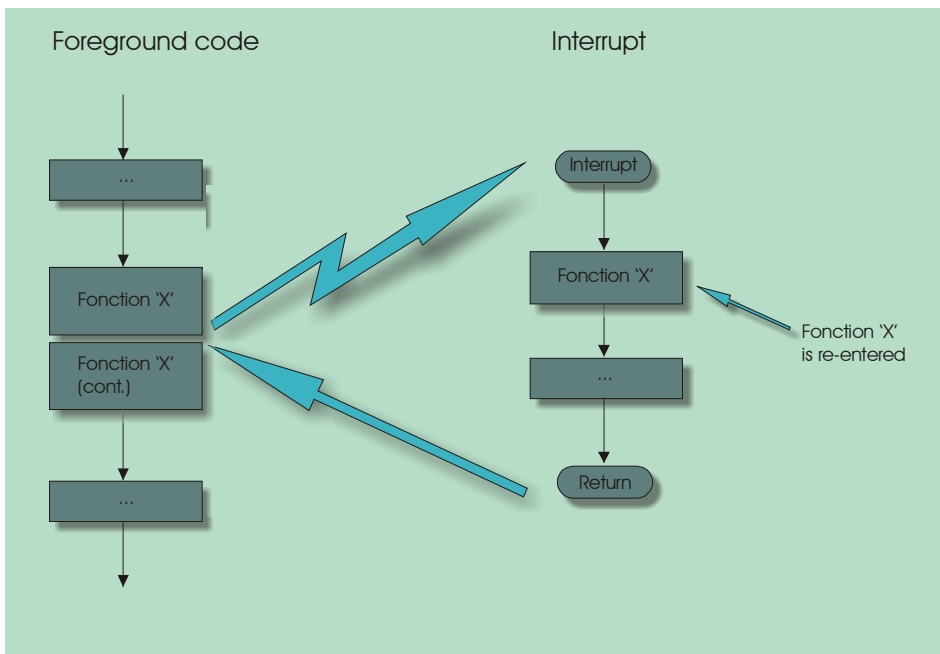 Foreground code
Interrupt
...
Fonction 'X'
Fonction 'X'
(cont.)
...
Interrupt
Fonction 'X'
...
Return
Fonction 'X'
is re-entered